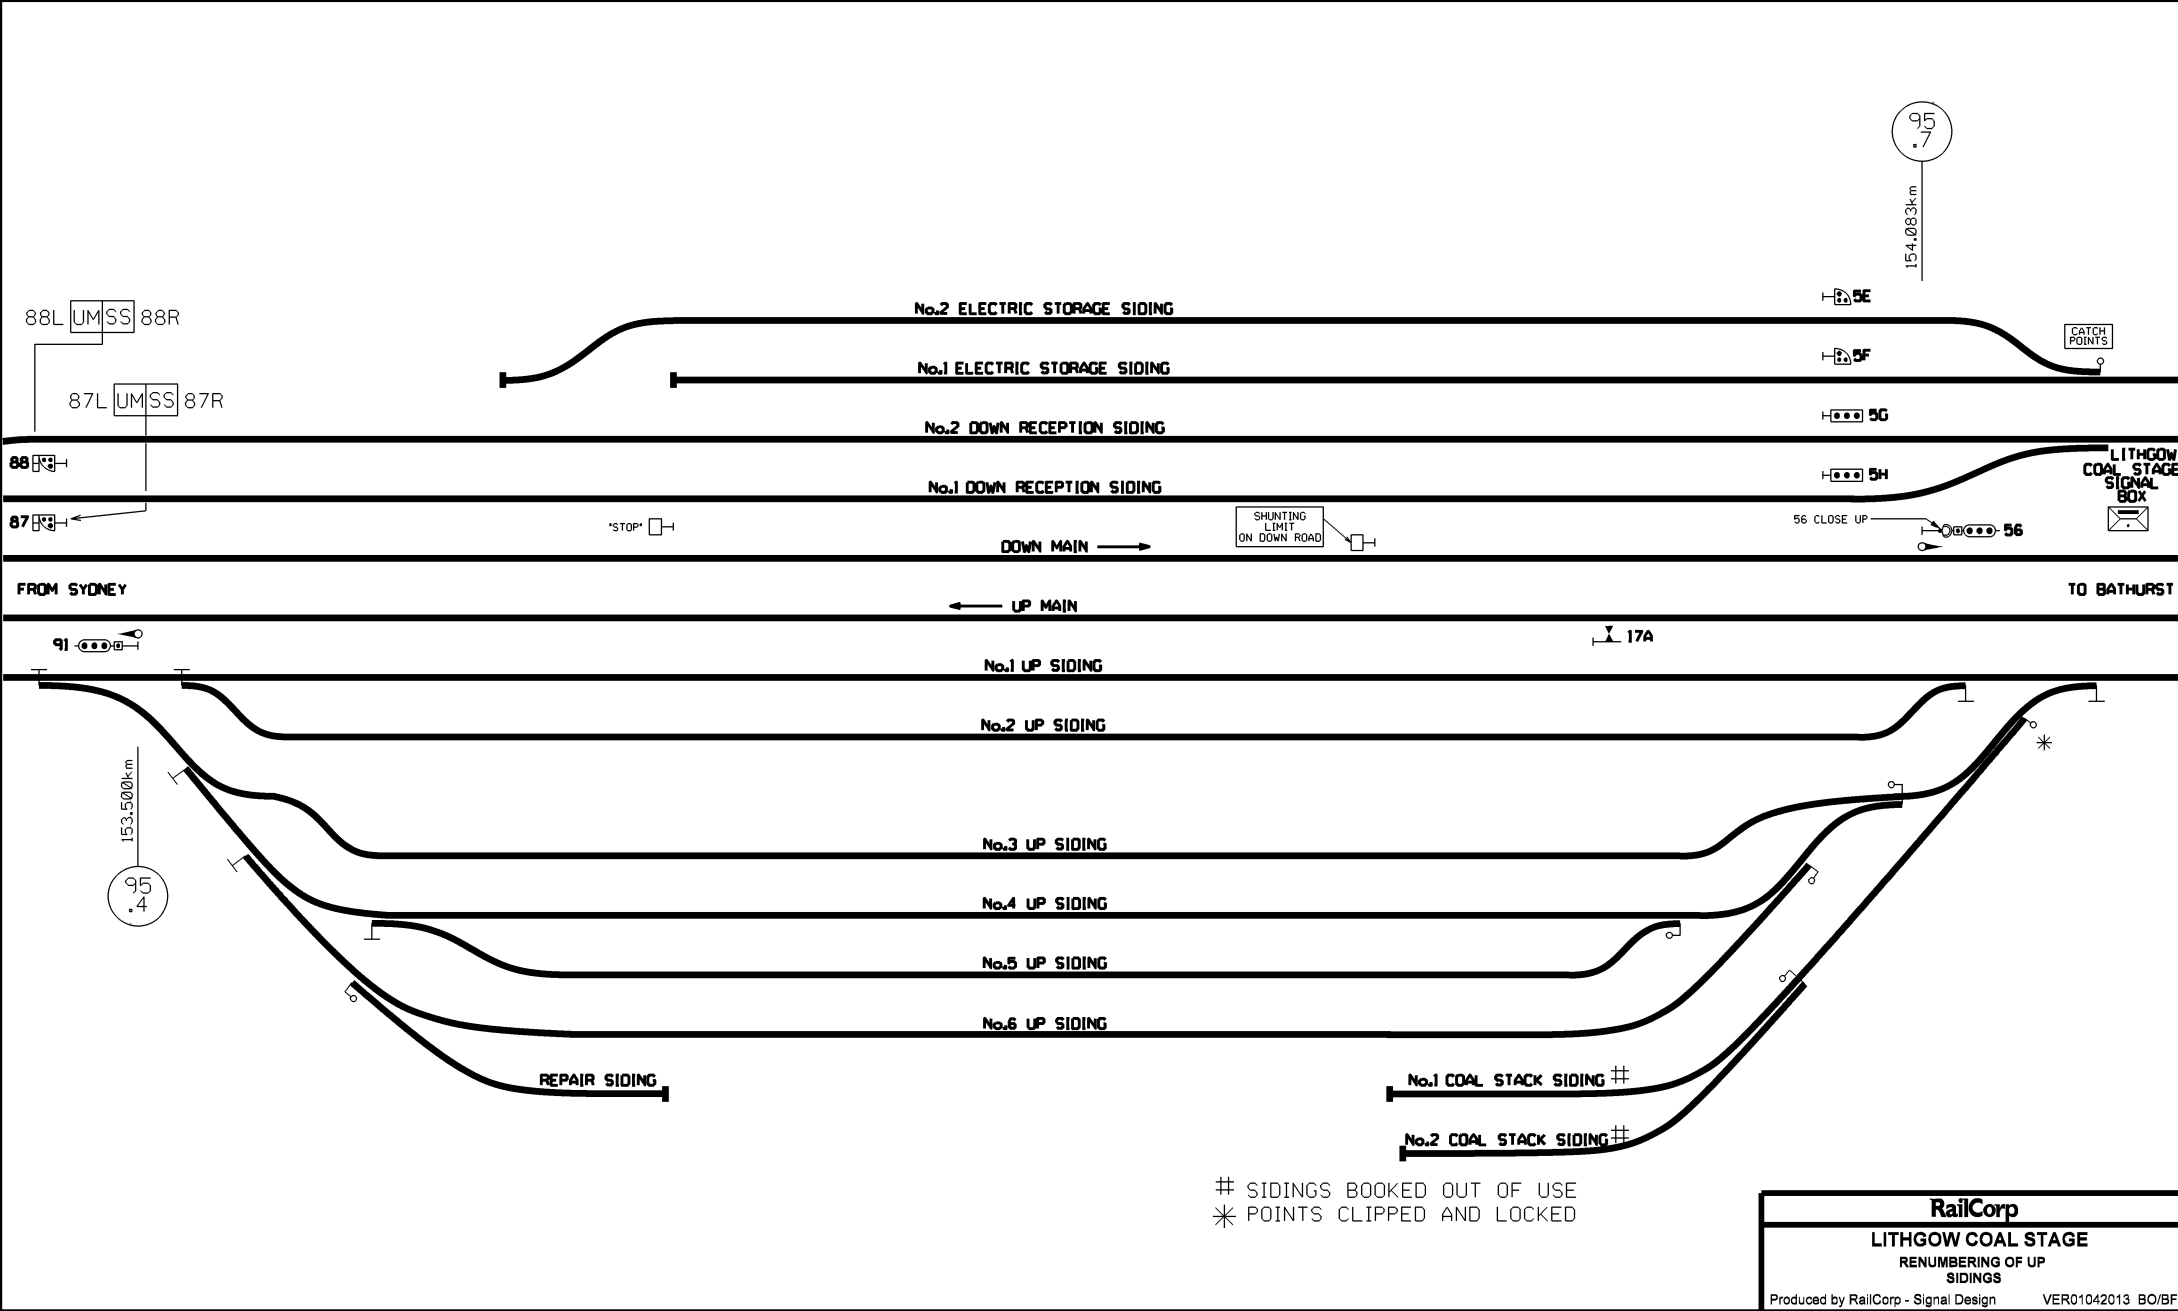 95
.7
154.083km
88L UM SS 88R
No.2 ELECTRIC STORAGE SIDING
5E
CATCH
POINTS
No.1 ELECTRIC STORAGE SIDING
5F
87L UM SS 87R
No.2 DOWN RECEPTION SIDING
5G
88
LITHGOW
COAL STAGE
SIGNAL
BOX
No.1 DOWN RECEPTION SIDING
5H
87
"STOP"
SHUNTING
LIMIT
ON DOWN ROAD
56 CLOSE UP
56
DOWN MAIN
FROM SYDNEY
TO BATHURST
UP MAIN
91
17A
No.1 UP SIDING
No.2 UP SIDING
153.500km
95
.4
No.3 UP SIDING
No.4 UP SIDING
No.5 UP SIDING
No.6 UP SIDING
REPAIR SIDING
No.1 COAL STACK SIDING #
No.2 COAL STACK SIDING #
# SIDINGS BOOKED OUT OF USE
* POINTS CLIPPED AND LOCKED
RailCorp
LITHGOW COAL STAGE
RENUMBERING OF UP
SIDINGS
Produced by RailCorp - Signal Design VER01042013 BO/BF